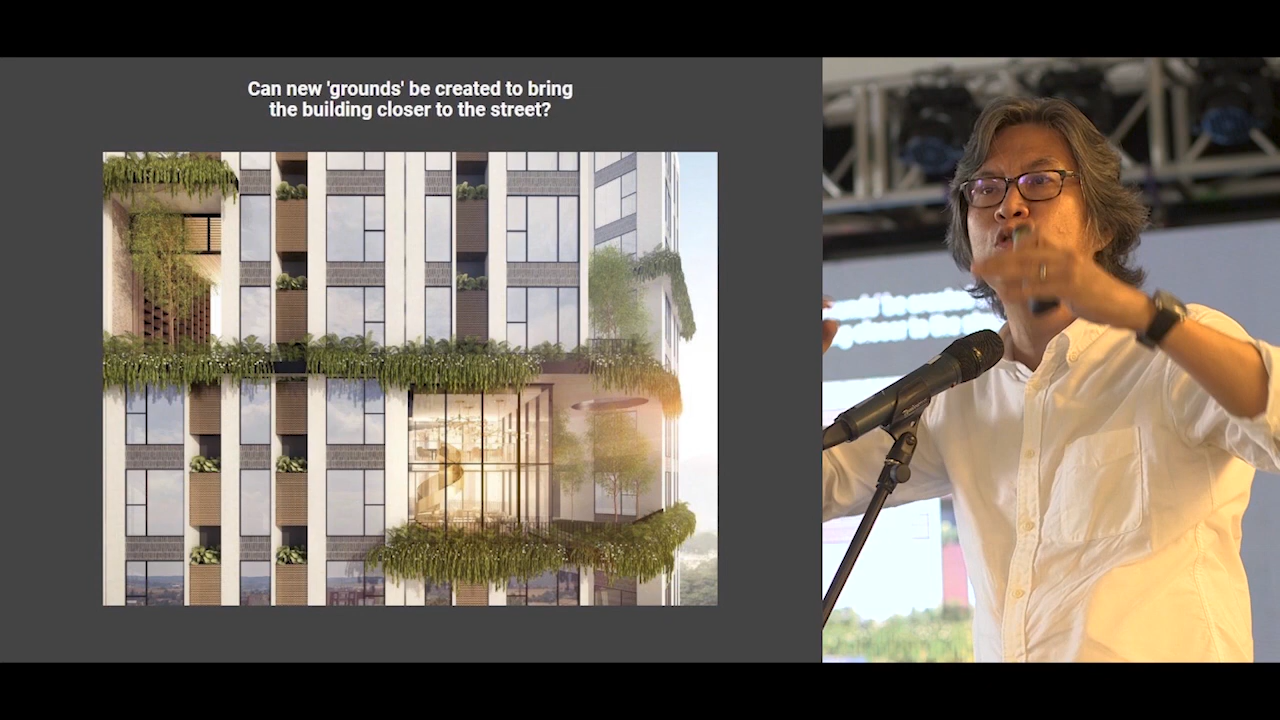 Can new 'grounds' be created to bring
the building closer to the street?